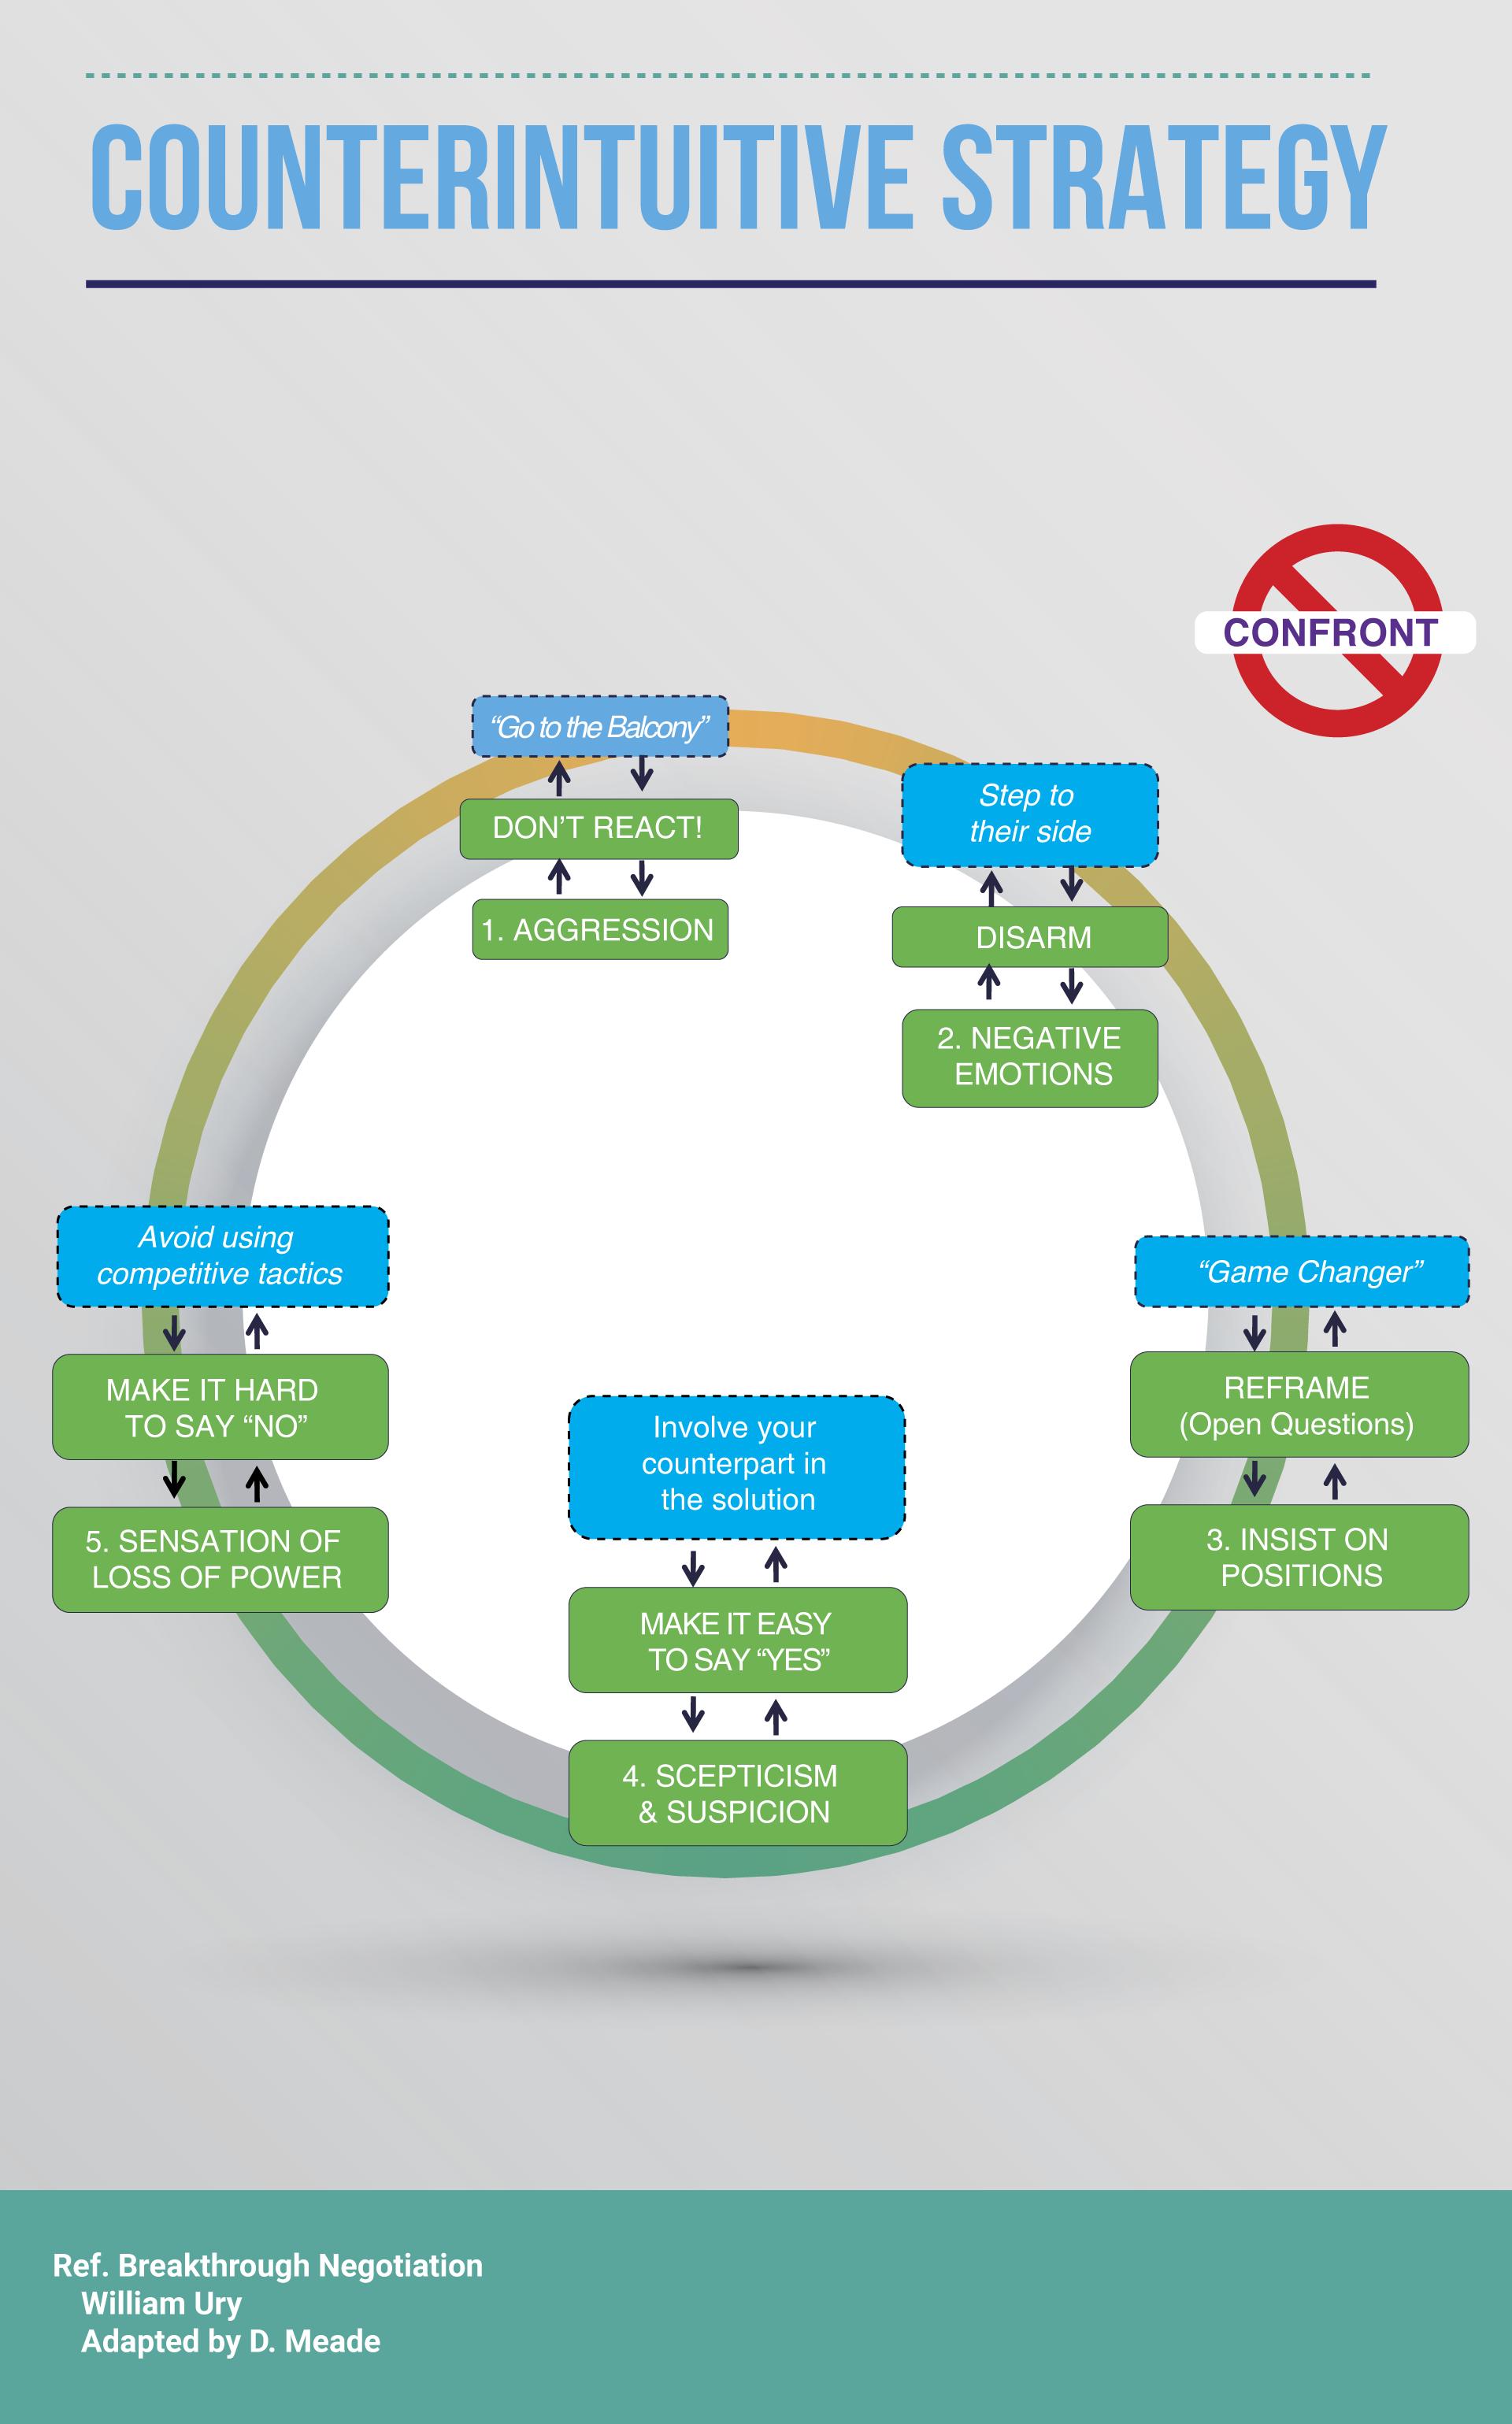 COUNTERINTUITIVE STRATEGY
CONFRONT
“Go to the Balcony”
DON’T REACT!
1. AGGRESSION
Step to
their side
DISARM
2. NEGATIVE
EMOTIONS
“Game Changer”
REFRAME
(Open Questions)
3. INSIST ON
POSITIONS
Involve your
counterpart in
the solution
MAKE IT EASY
TO SAY “YES”
4. SCEPTICISM
& SUSPICION
Avoid using
competitive tactics
MAKE IT HARD
TO SAY “NO”
5. SENSATION OF
LOSS OF POWER
Ref. Breakthrough Negotiation
William Ury
Adapted by D. Meade